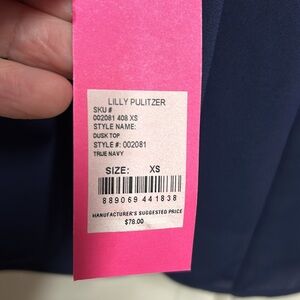 LILLY PULITZER
SKU #
002081 408 XS
STYLE NAME:
DUSK TOP
STYLE #: 002081
TRUE NAVY
SIZE: XS
889069 441838
MANUFACTURER'S SUGGESTED PRICE
$78.00